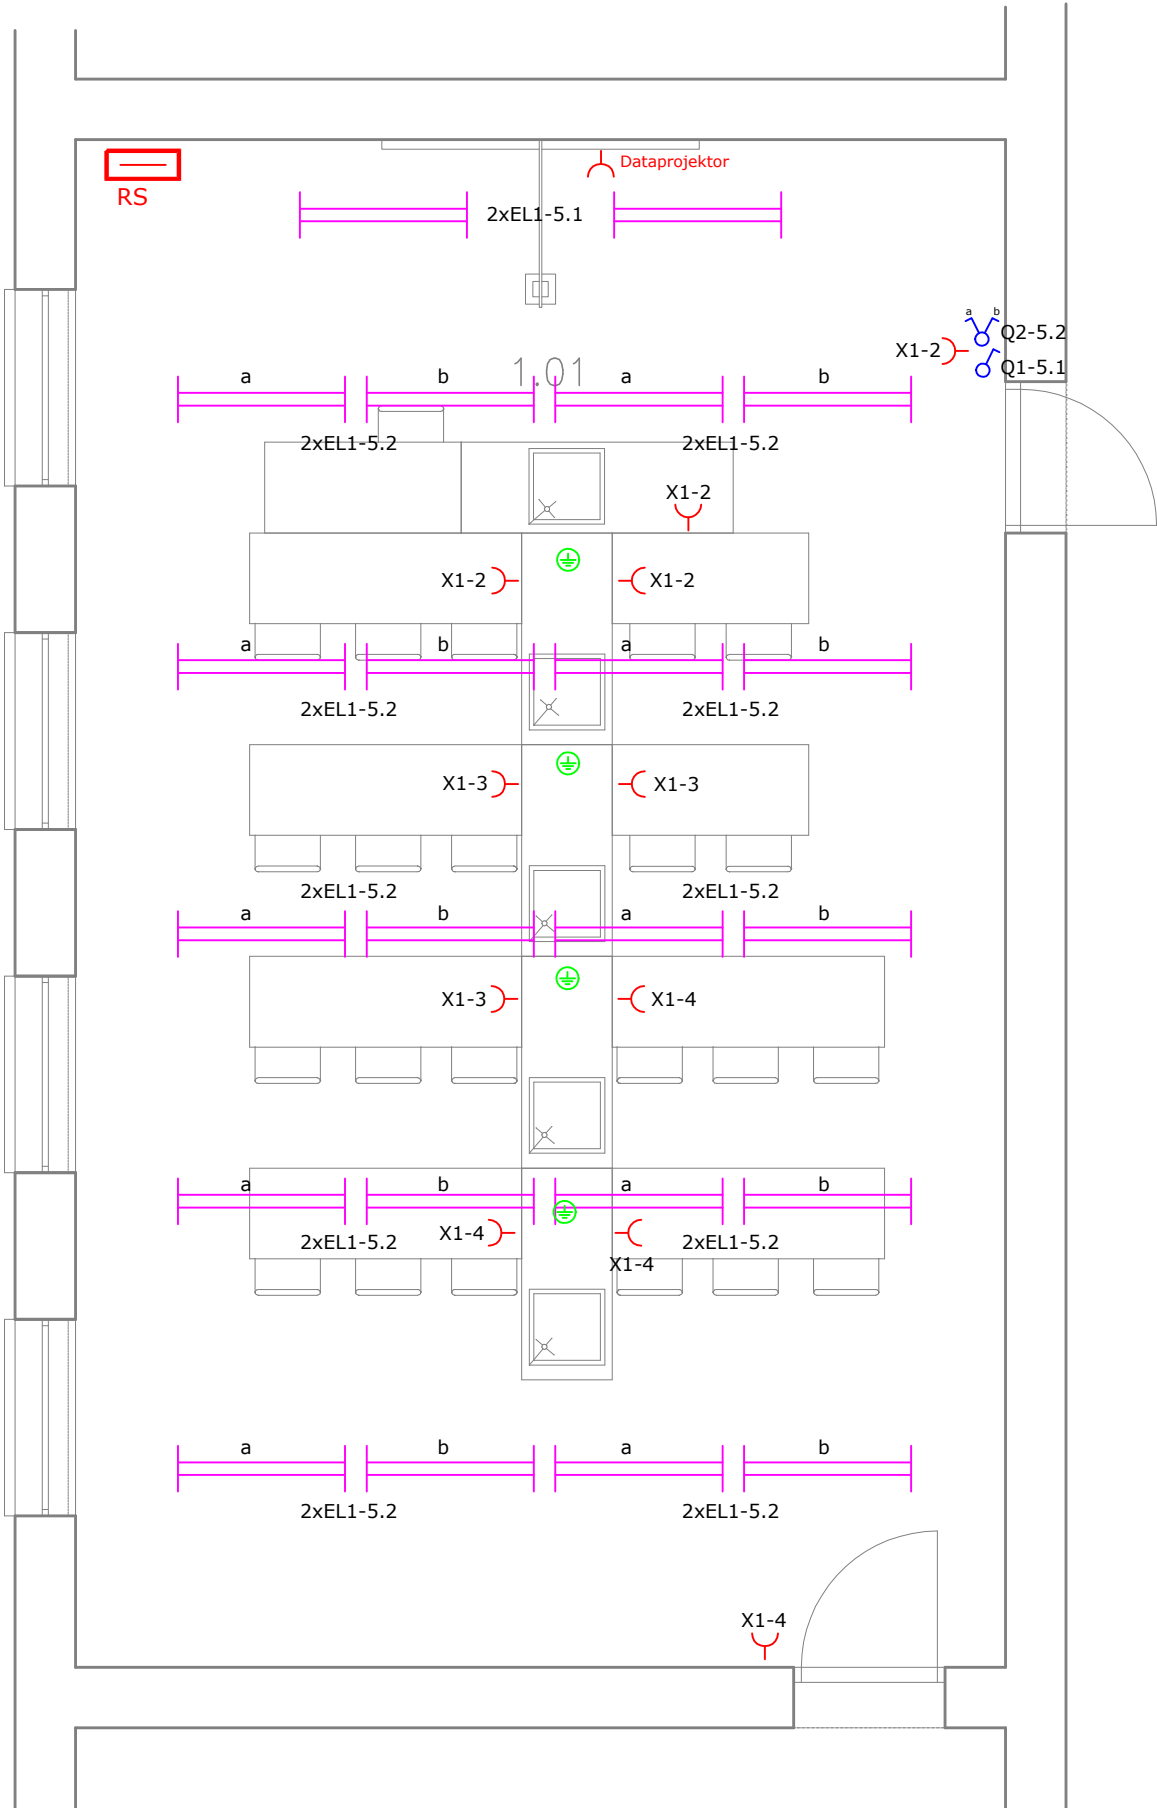 Dataprojektor
RS
2xEL1-5.1
a b
Q2-5.2
X1-2
Q1-5.1
1.01
a b a b
2xEL1-5.2 2xEL1-5.2
X1-2
X1-2 X1-2
a b a b
2xEL1-5.2 2xEL1-5.2
X1-3 X1-3
2xEL1-5.2 2xEL1-5.2
a b a b
X1-3 X1-4
a b a b
X1-4 2xEL1-5.2 2xEL1-5.2
X1-4
a b a b
2xEL1-5.2 2xEL1-5.2
X1-4